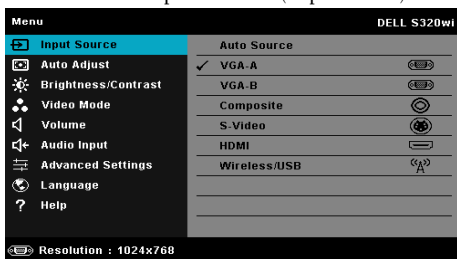 Menu DELL S320wi
Input Source
Auto Adjust
Brightness/Contrast
Video Mode
Volume
Audio Input
Advanced Settings
Language
Help
Auto Source
VGA-A
VGA-B
Composite
S-Video
HDMI
Wireless/USB
Resolution : 1024x768